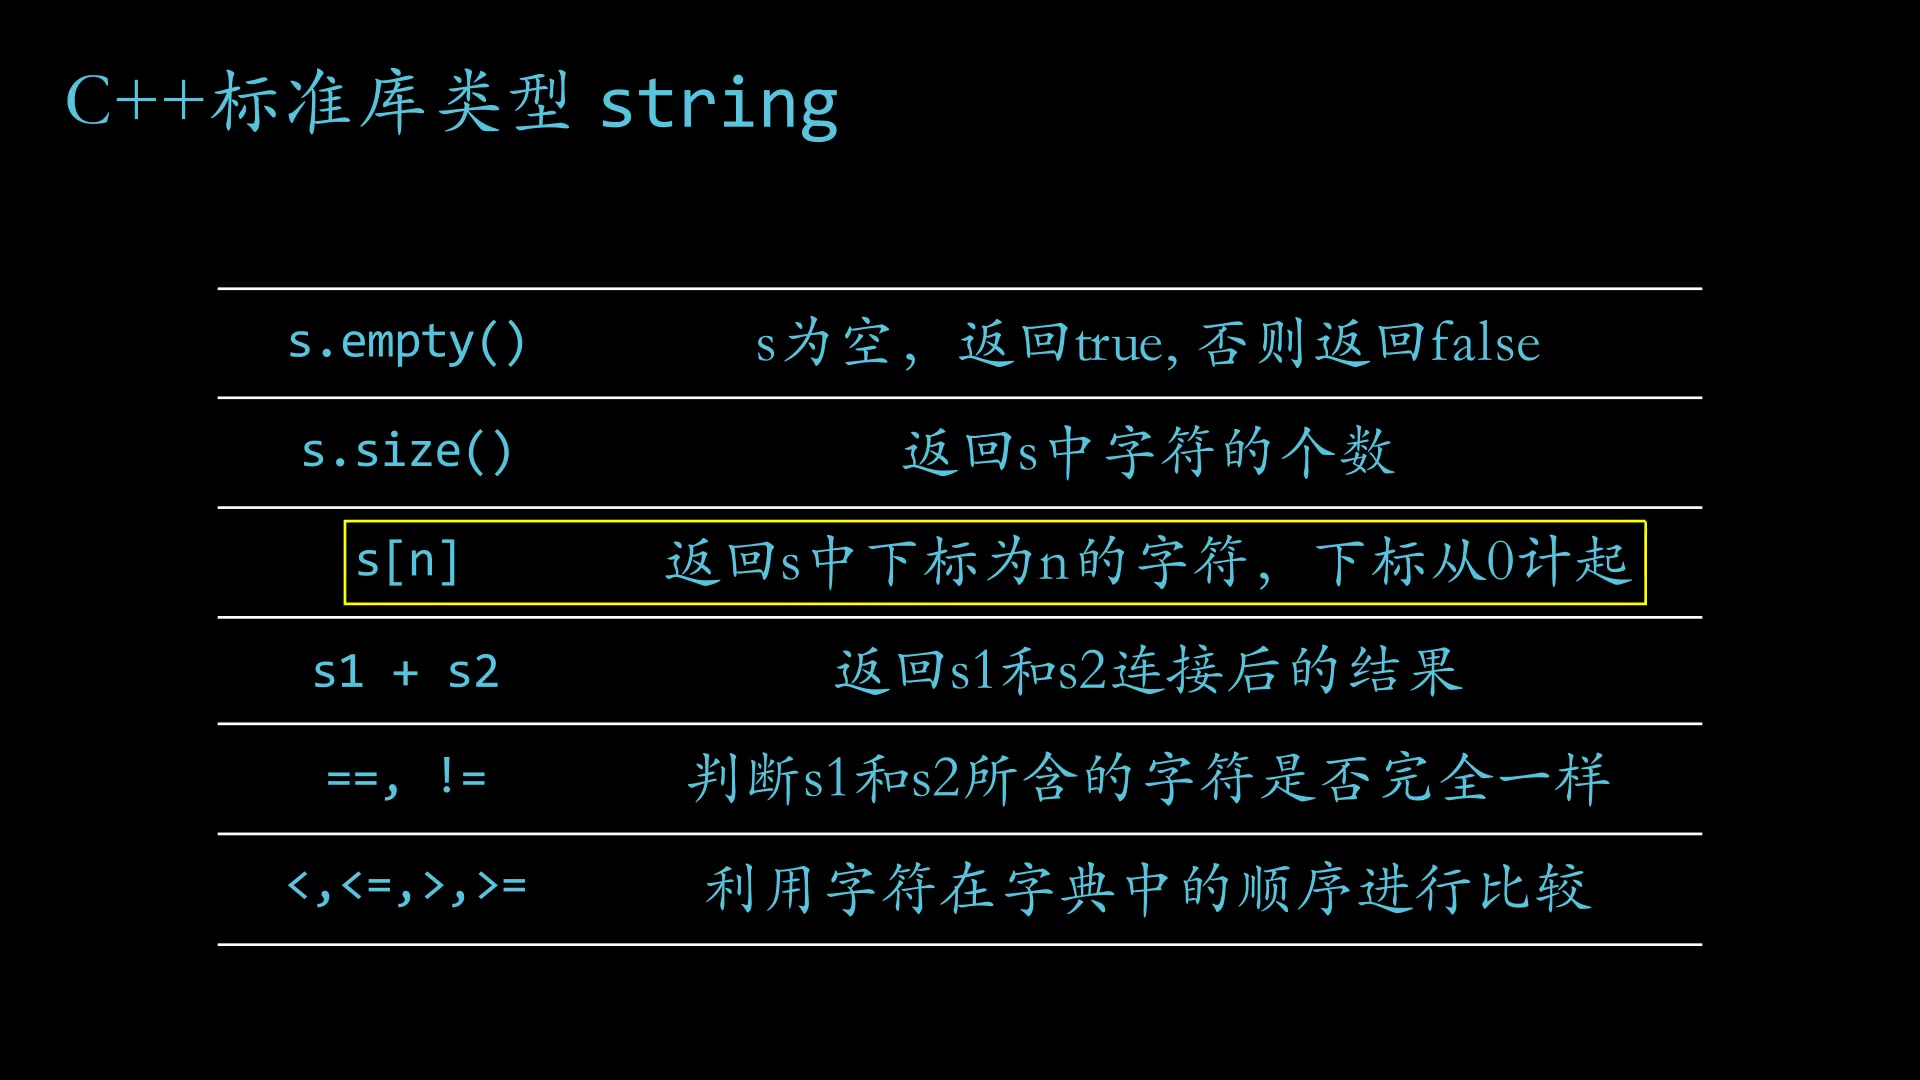 C++标准库类型 string
s.empty() s为空，返回true, 否则返回false
s.size() 返回s中字符的个数
s[n] 返回s中下标为n的字符，下标从0计起
s1 + s2 返回s1和s2连接后的结果
==, != 判断s1和s2所含的字符是否完全一样
<,<=,>,>= 利用字符在字典中的顺序进行比较